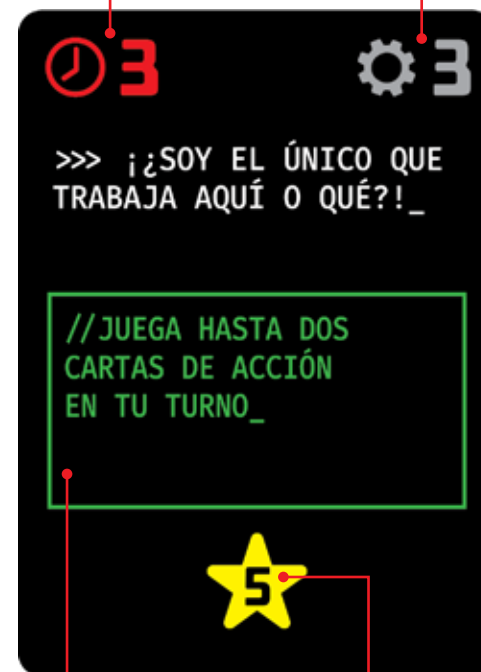 3 3
>>> ¡¿SOY EL ÚNICO QUE
TRABAJA AQUÍ O QUÉ?!_
//JUEGA HASTA DOS
CARTAS DE ACCIÓN
EN TU TURNO_
5